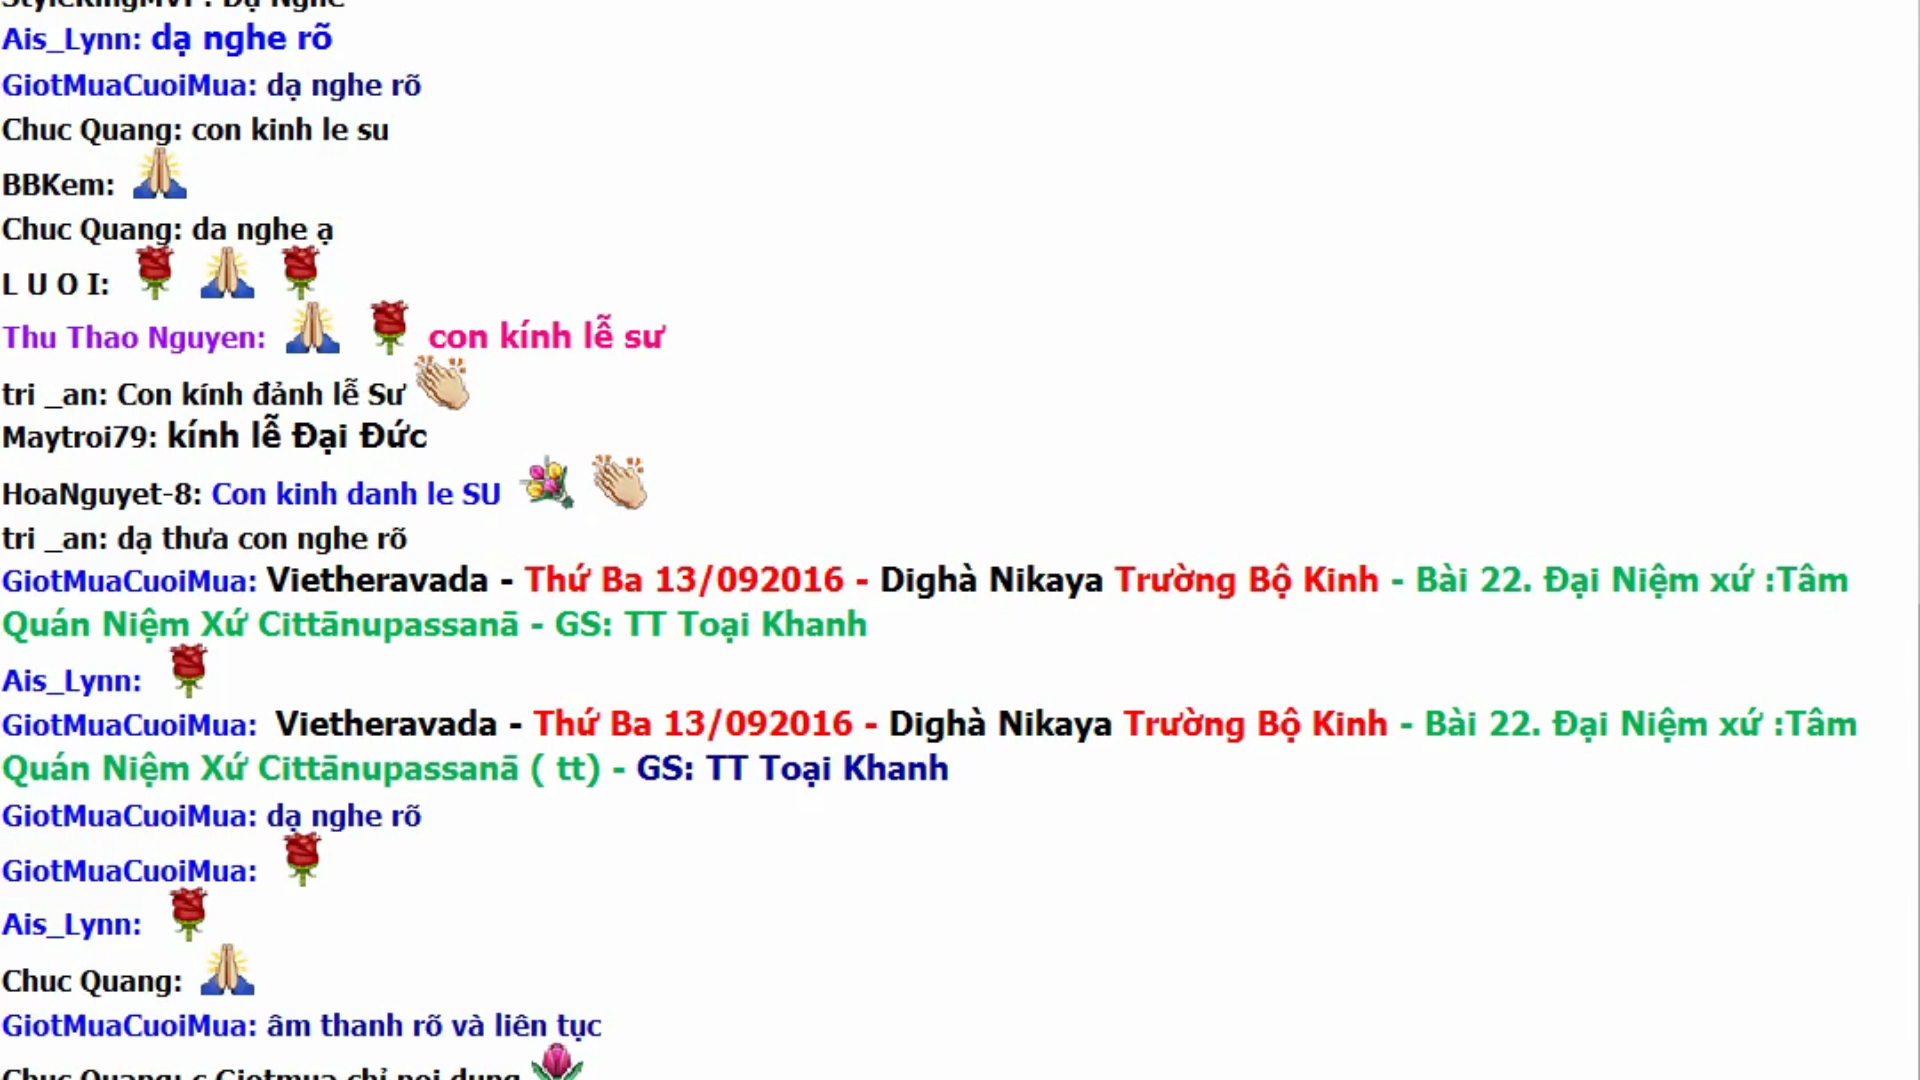 Ais_Lynn: dạ nghe rõ
GiotMuaCuoiMua: dạ nghe rõ
Chuc Quang: con kinh le su
BBKem:
Chuc Quang: da nghe ạ
L U O I:
Thu Thao Nguyen: con kính lễ sư
tri _an: Con kính đảnh lễ Sư
Maytroi79: kính lễ Đại Đức
HoaNguyet-8: Con kinh danh le SU
tri _an: dạ thưa con nghe rõ
GiotMuaCuoiMua: Vietheravada - Thứ Ba 13/092016 - Dighà Nikaya Trường Bộ Kinh - Bài 22. Đại Niệm xứ :Tâm
Quán Niệm Xứ Cittānupassanā - GS: TT Toại Khanh
Ais_Lynn:
GiotMuaCuoiMua: Vietheravada - Thứ Ba 13/092016 - Dighà Nikaya Trường Bộ Kinh - Bài 22. Đại Niệm xứ :Tâm
Quán Niệm Xứ Cittānupassanā ( tt) - GS: TT Toại Khanh
GiotMuaCuoiMua: dạ nghe rõ
GiotMuaCuoiMua:
Ais_Lynn:
Chuc Quang:
GiotMuaCuoiMua: âm thanh rõ và liên tục
Chuc Quang: c Giotmua chỉ noi dung